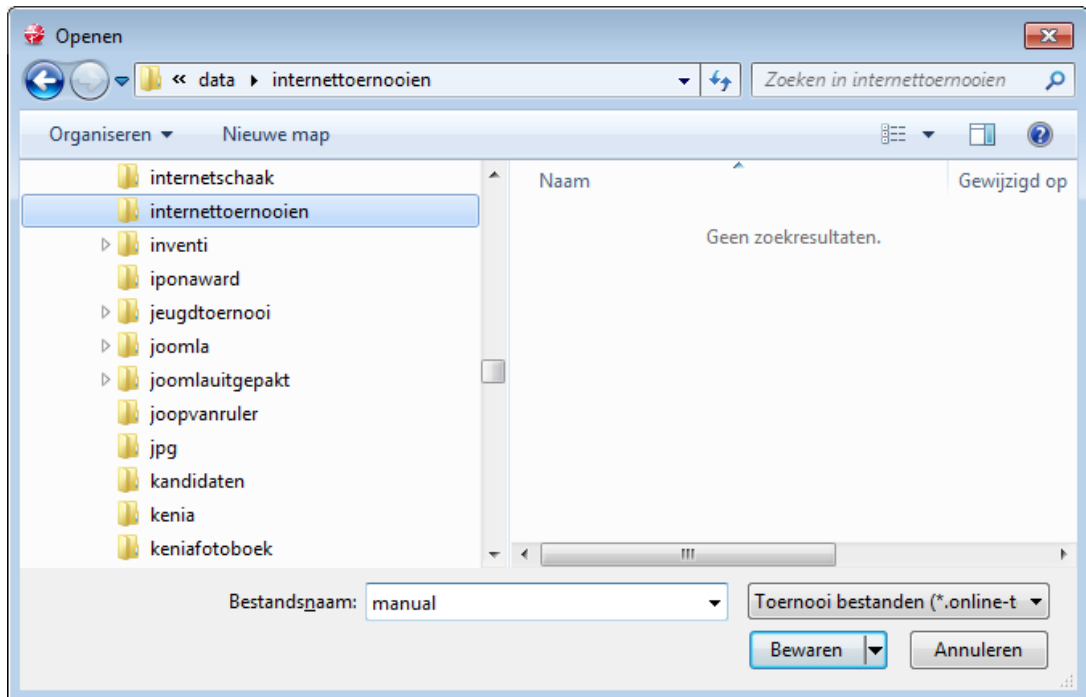 Openen
« data ▸ internettoernooien
Zoeken in internettoernooien
Organiseren
Nieuwe map
internetschaak
internettoernooien
inventi
iponaward
jeugdtoernooi
joomla
joomlauitgepakt
joopvanruler
jpg
kandidaten
kenia
keniafotoboek
Naam
Gewijzigd op
Geen zoekresultaten.
Bestandsnaam: manual
Toernooi bestanden (*.online-t
Bewaren
Annuleren